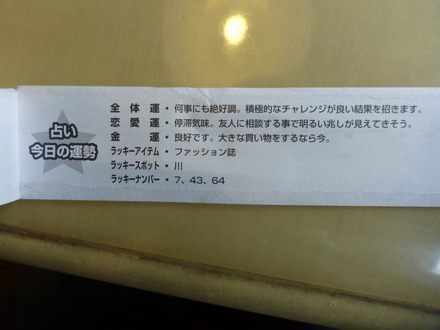 占い
今日の運勢
全体運・何事にも絶好調。積極的なチャレンジが良い結果を招きます。
恋愛運・停滞気味。友人に相談する事で明るい兆しが見えてきそう。
金運・良好です。大きな買い物をするなら今。
ラッキーアイテム・ファッション誌
ラッキースポット・川
ラッキーナンバー・7、43、64